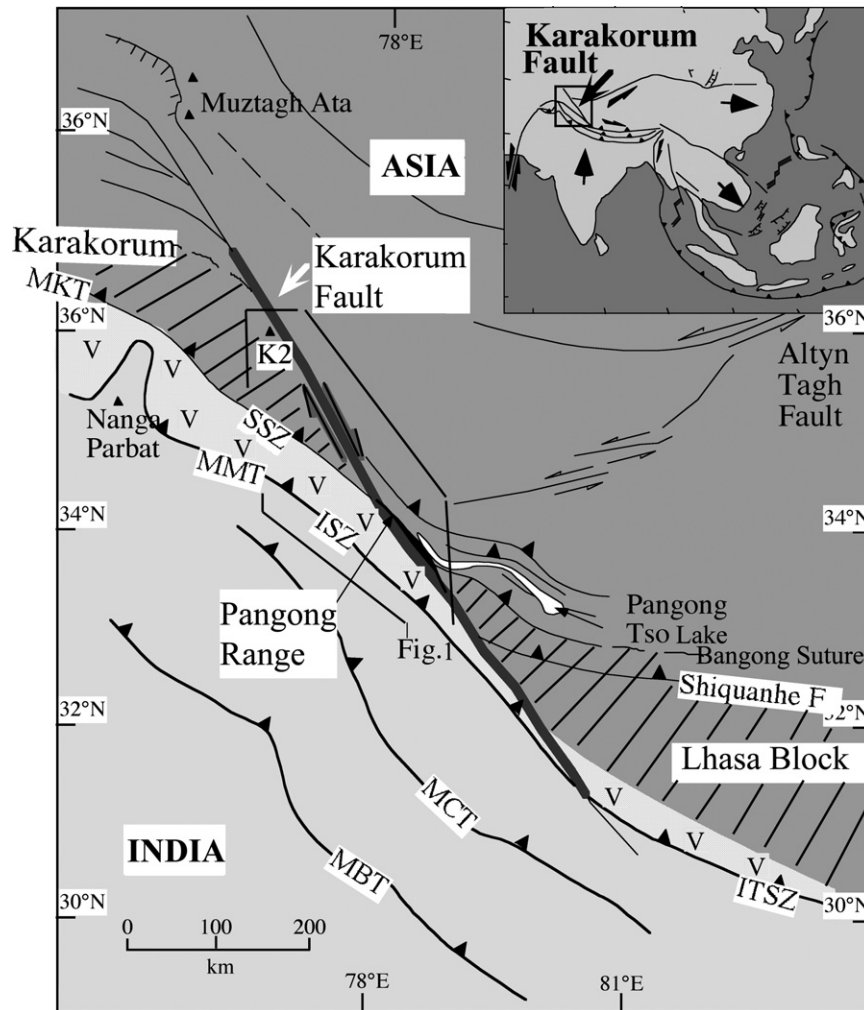 78°E
Karakorum
Fault
Muztagh Ata
36°N
ASIA
Karakorum
Karakorum
Fault
MKT
36°N
36°N
K2
V
V
Altyn
Tagh
Fault
Nanga
Parbat
V
V
SSZ
MMT
V
V
34°N
ISZ
V
34°N
V
Pangong
Range
Pangong
Tso Lake
Fig.1
Bangong Suture
Shiquanhe F
32°N
32°N
Lhasa Block
V
MCT
V
INDIA
MBT
V
ITSZ
30°N
30°N
0 100 200
km
78°E
81°E